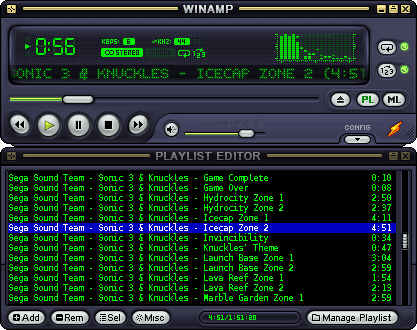 WINAMP
0:56
KBPS: 6
KHZ: 44
STEREO
123
SONIC 3 & KNUCKLES - ICECAP ZONE 2 (4:51
123
PL
ML
CONFIG
PLAYLIST EDITOR
Sega Sound Team - Sonic 3 & Knuckles - Game Complete 0:10
Sega Sound Team - Sonic 3 & Knuckles - Game Over 0:08
Sega Sound Team - Sonic 3 & Knuckles - Hydrocity Zone 1 2:50
Sega Sound Team - Sonic 3 & Knuckles - Hydrocity Zone 2 2:37
Sega Sound Team - Sonic 3 & Knuckles - Icecap Zone 1 4:11
Sega Sound Team - Sonic 3 & Knuckles - Icecap Zone 2 4:51
Sega Sound Team - Sonic 3 & Knuckles - Invincibility 0:34
Sega Sound Team - Sonic 3 & Knuckles - Knuckles' Theme 0:47
Sega Sound Team - Sonic 3 & Knuckles - Launch Base Zone 1 3:04
Sega Sound Team - Sonic 3 & Knuckles - Launch Base Zone 2 2:59
Sega Sound Team - Sonic 3 & Knuckles - Lava Reef Zone 1 1:54
Sega Sound Team - Sonic 3 & Knuckles - Lava Reef Zone 2 2:13
Sega Sound Team - Sonic 3 & Knuckles - Marble Garden Zone 1 2:59
Add Rem Sel Misc 4:51/1:51:20 Manage Playlist